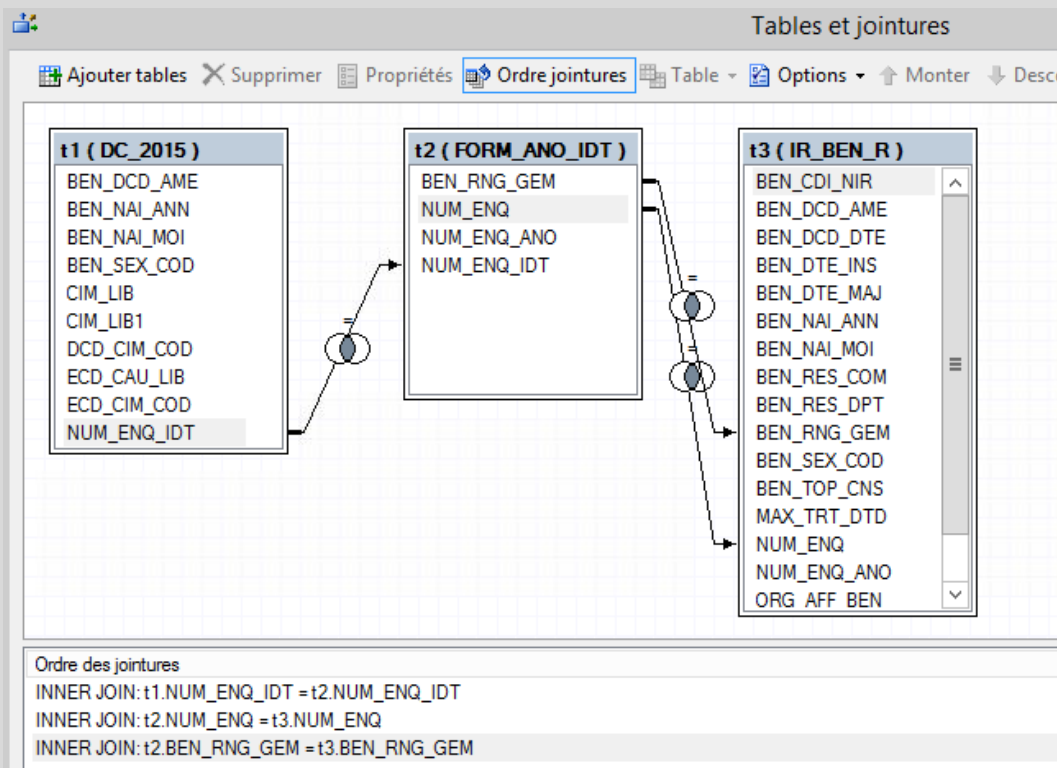 Tables et jointures
Ajouter tables Supprimer Propriétés Ordre jointures Table Options Monter
t1 ( DC_2015 )
BEN_DCD_AME
BEN_NAI_ANN
BEN_NAI_MOI
BEN_SEX_COD
CIM_LIB
CIM_LIB1
DCD_CIM_COD
ECD_CAU_LIB
ECD_CIM_COD
NUM_ENQ_IDT
=
t2 ( FORM_ANO_IDT )
BEN_RNG_GEM
NUM_ENQ
NUM_ENQ_ANO
NUM_ENQ_IDT
=
=
t3 ( IR_BEN_R )
BEN_CDI_NIR
BEN_DCD_AME
BEN_DCD_DTE
BEN_DTE_INS
BEN_DTE_MAJ
BEN_NAI_ANN
BEN_NAI_MOI
BEN_RES_COM
BEN_RES_DPT
BEN_RNG_GEM
BEN_SEX_COD
BEN_TOP_CNS
MAX_TRT_DTD
NUM_ENQ
NUM_ENQ_ANO
ORG_AFF_BEN
Ordre des jointures
INNER JOIN: t1.NUM_ENQ_IDT = t2.NUM_ENQ_IDT
INNER JOIN: t2.NUM_ENQ = t3.NUM_ENQ
INNER JOIN: t2.BEN_RNG_GEM = t3.BEN_RNG_GEM